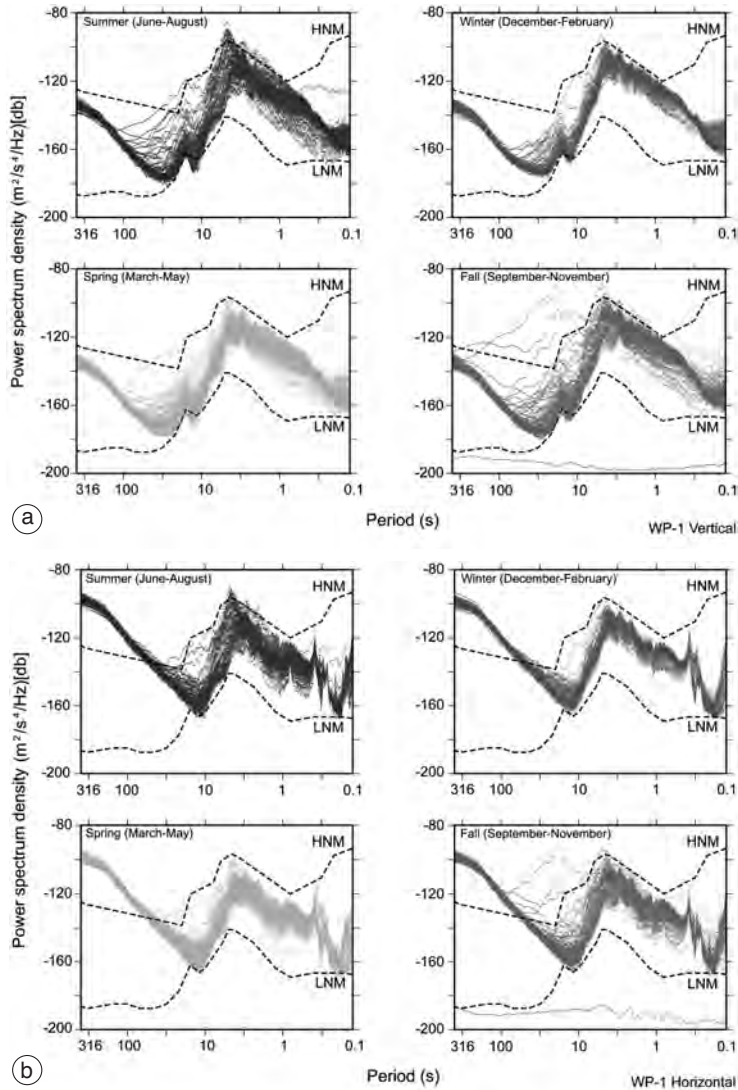 Summer (June-August)
HNM
LNM
-80
-120
-160
-200
316
100
10
1
0.1
Winter (December-February)
HNM
LNM
-80
-120
-160
-200
316
100
10
1
0.1
Spring (March-May)
HNM
LNM
-80
-120
-160
-200
316
100
10
1
0.1
Fall (September-November)
HNM
LNM
-80
-120
-160
-200
316
100
10
1
0.1
Power spectrum density (m⁻²/s⁻⁴/Hz)[db]
Period (s)
a
WP-1 Vertical
Summer (June-August)
HNM
LNM
-80
-120
-160
-200
316
100
10
1
0.1
Winter (December-February)
HNM
LNM
-80
-120
-160
-200
316
100
10
1
0.1
Spring (March-May)
HNM
LNM
-80
-120
-160
-200
316
100
10
1
0.1
Fall (September-November)
HNM
LNM
-80
-120
-160
-200
316
100
10
1
0.1
Power spectrum density (m⁻²/s⁻⁴/Hz)[db]
Period (s)
b
WP-1 Horizontal